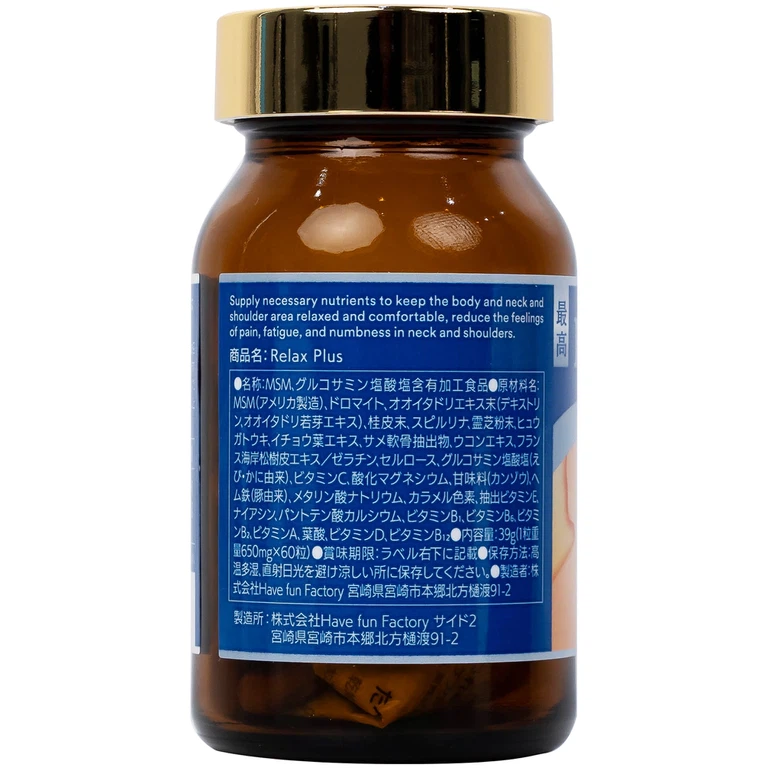 Supply necessary nutrients to keep the body and neck and
shoulder area relaxed and comfortable, reduce the feelings
of pain, fatigue, and numbness in neck and shoulders.
商品名: Relax Plus
●名称:MSM、グルコサミン塩酸塩含有加工食品●原材料名:
MSM(アメリカ製造)、ドロマイト、オオイタドリエキス末(デキストリ
ン、オオイタドリ若芽エキス)、桂皮末、スピルリナ、霊芝粉末、ヒュウ
ガトウキ、イチョウ葉エキス、サメ軟骨抽出物、ウコンエキス、フラン
ス海岸松樹皮エキス/ゼラチン、セルロース、グルコサミン塩酸塩(え
び・かに由来)、ビタミンC、酸化マグネシウム、甘味料(カンゾウ)、ヘ
ム鉄(豚由来)、メタリン酸ナトリウム、カラメル色素、抽出ビタミンE、
ナイアシン、パントテン酸カルシウム、ビタミンB₁、ビタミンB₆、ビタミ
ンB₂、ビタミンA、葉酸、ビタミンD、ビタミンB₁₂●内容量:39g(1粒重
量650mg×60粒)●賞味期限:ラベル右下に記載●保存方法:高
温多湿、直射日光を避け涼しい所に保存してください。●製造者:株
式会社Have fun Factory 宮崎県宮崎市本郷北方樋渡91-2
製造所: 株式会社Have fun Factory サイド2
宮崎県宮崎市本郷北方樋渡91-2
最高